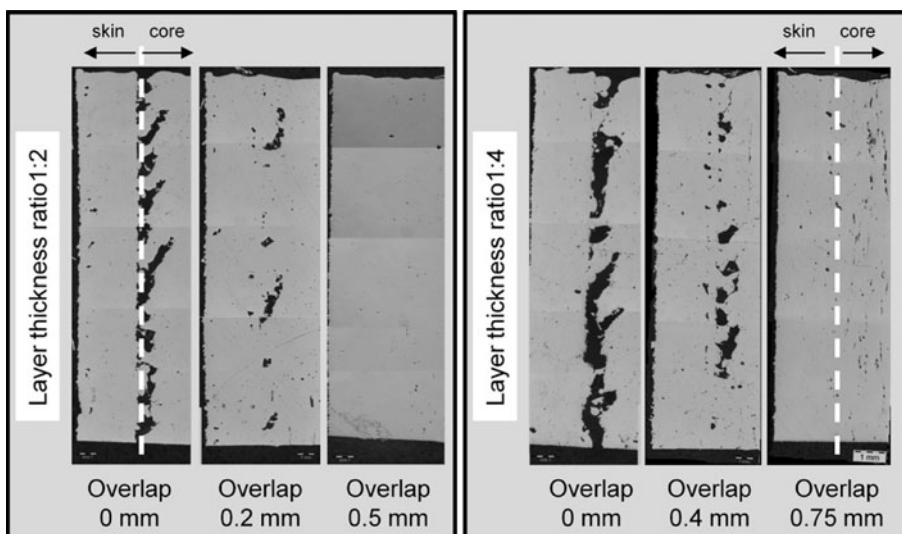 skin core
Layer thickness ratio1:2
Overlap
0 mm
Overlap
0.2 mm
Overlap
0.5 mm
skin core
Layer thickness ratio1:4
1 mm
Overlap
0 mm
Overlap
0.4 mm
Overlap
0.75 mm